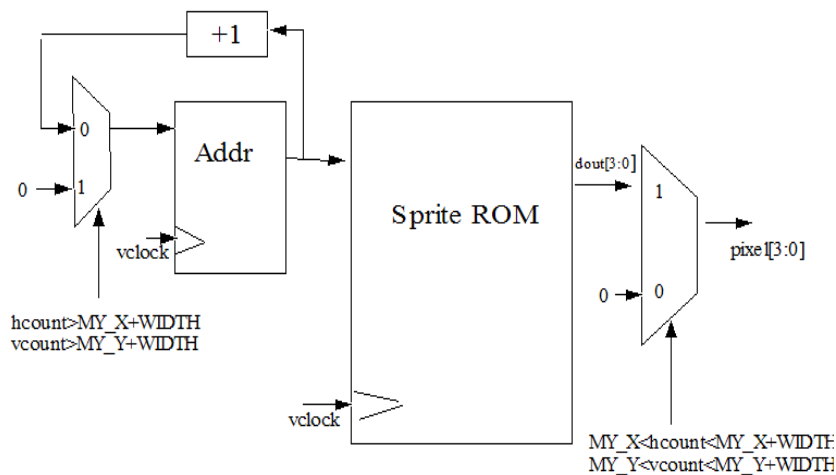 +1
0
Addr
0
1
vclock
hcount>MY_X+WIDTH
vcount>MY_Y+WIDTH
Sprite ROM
vclock
dout[3:0]
1
0
0
pixel[3:0]
MY_X<hcount<MY_X+WIDTH
MY_Y<vcount<MY_Y+WIDTH